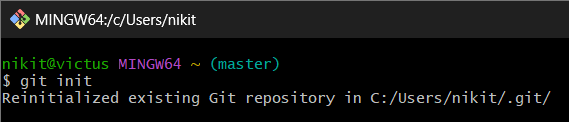 MINGW64:/c/Users/nikit
nikit@victus MINGW64 ~ (master)
$ git init
Reinitialized existing Git repository in C:/Users/nikit/.git/